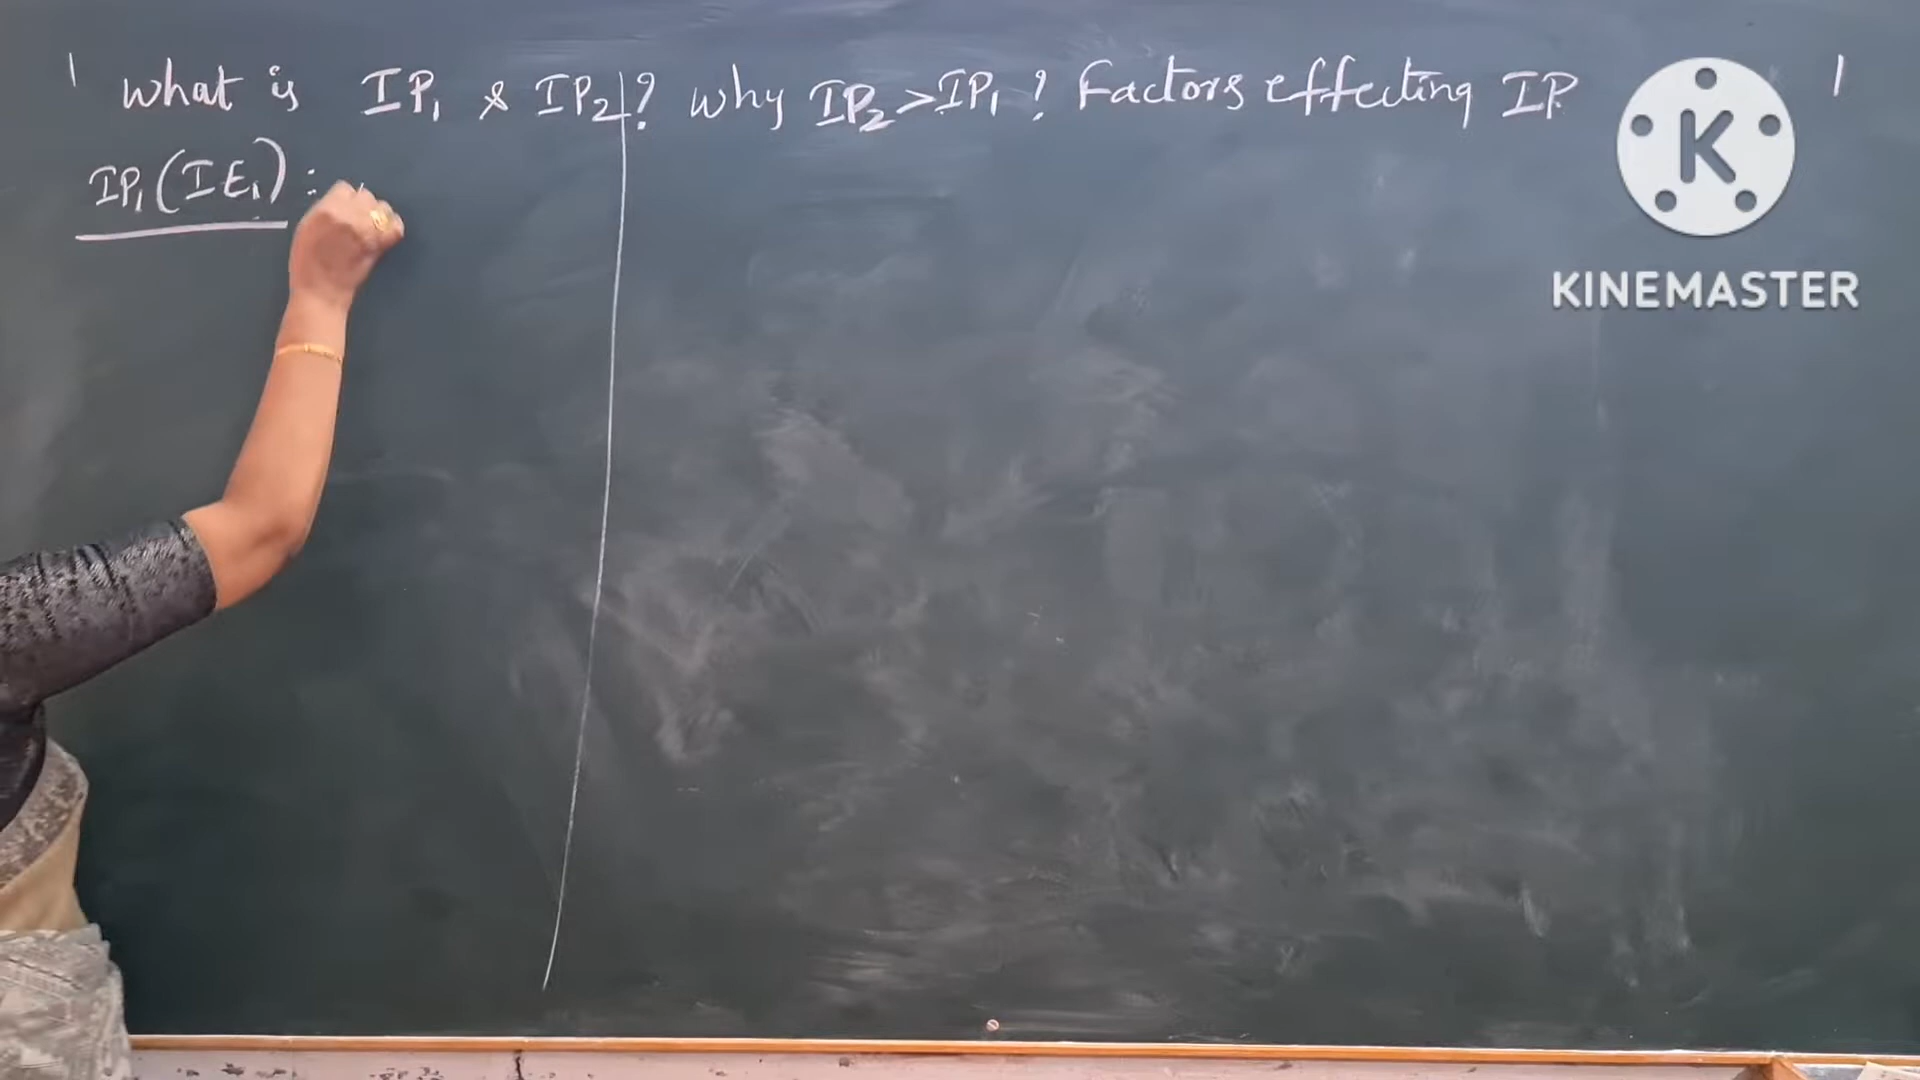 what is IP₁ & IP₂? why IP₂>IP₁? Factors effecting IP
IP₁(IE₁):
K
KINEMASTER